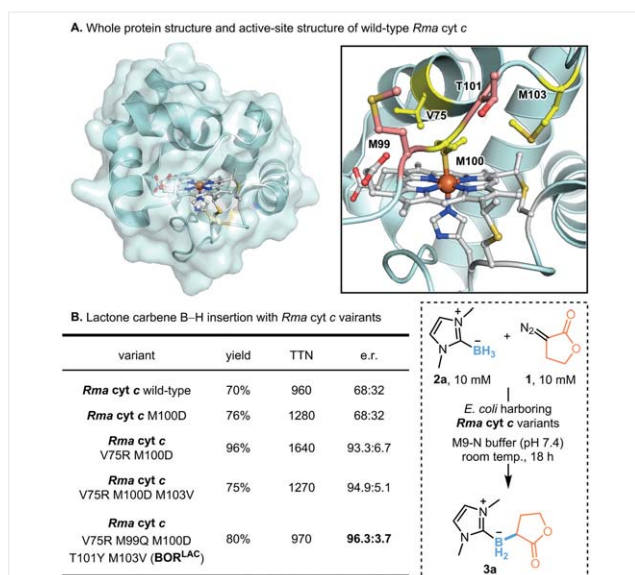 A. Whole protein structure and active-site structure of wild-type Rma cyt c
T101
M103
V75
M99
M100
B. Lactone carbene B–H insertion with Rma cyt c vairants
variant yield TTN e.r.
Rma cyt c wild-type 70% 960 68:32
Rma cyt c M100D 76% 1280 68:32
Rma cyt c
V75R M100D 96% 1640 93.3:6.7
Rma cyt c
V75R M100D M103V 75% 1270 94.9:5.1
Rma cyt c
V75R M99Q M100D 80% 970 96.3:3.7
T101Y M103V (BOR^LAC)
N + N BH3 −
+
N2 O O
2a, 10 mM 1, 10 mM
E. coli harboring
Rma cyt c variants
M9-N buffer (pH 7.4)
room temp., 18 h
N + N B − H2 O O
3a